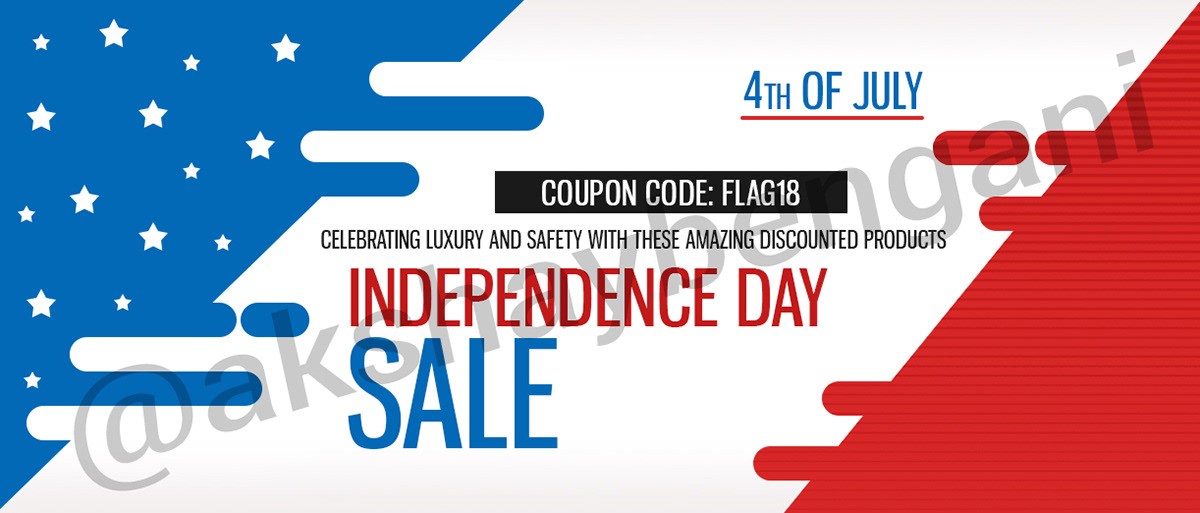 4TH OF JULY
COUPON CODE: FLAG18
CELEBRATING LUXURY AND SAFETY WITH THESE AMAZING DISCOUNTED PRODUCTS
INDEPENDENCE DAY
SALE
@akshaybengani